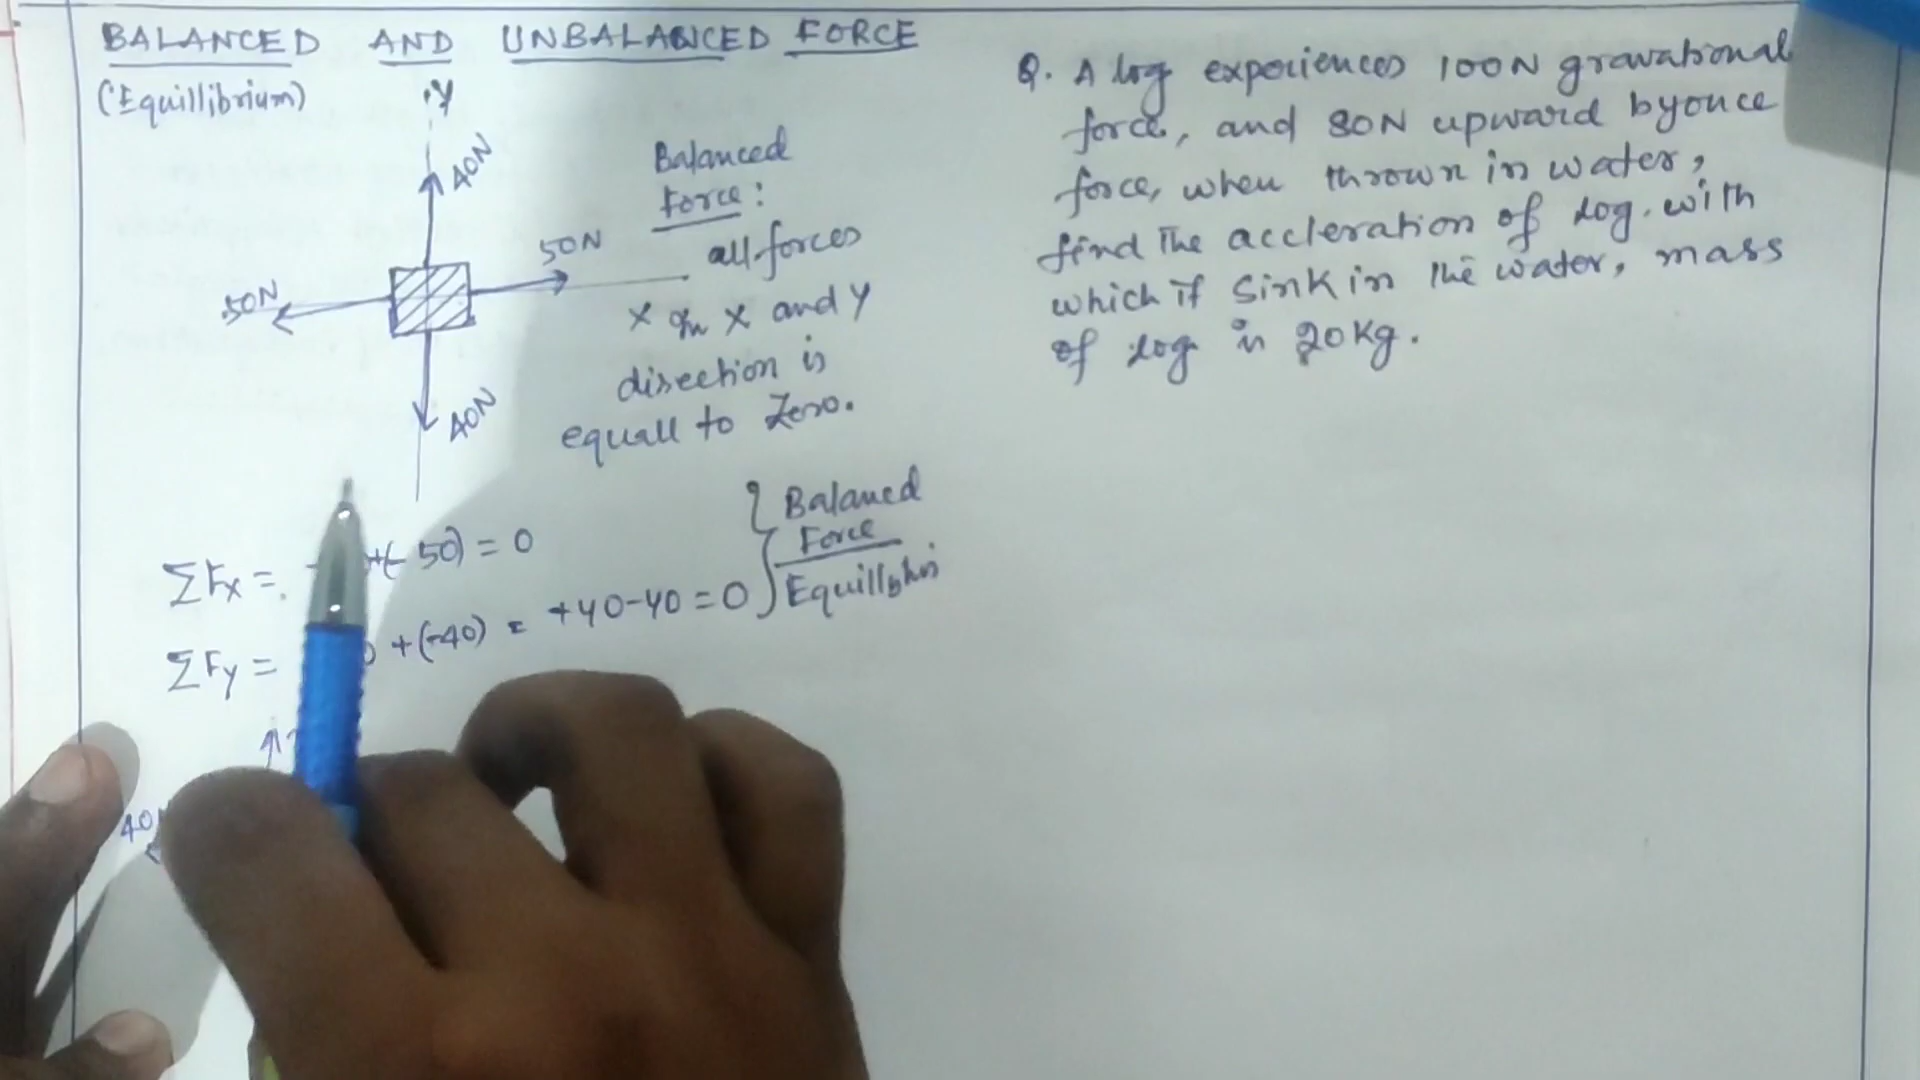 BALANCED AND UNBALANCED FORCE
(Equillibrium)
Y
40N
50N
50N
40N
Balanced
Force:
all forces
x in x and y
direction is
equall to Zero.
ΣFx = +(- 50) = 0
ΣFy = +(-40) = +40-40 = 0
Balanced
Force
40
Q. A log experiences 100N gravational
force, and 80N upward byouce
force, when thrown in water,
find The accleration of log. with
which it sink in the water, mass
of log is 20Kg.